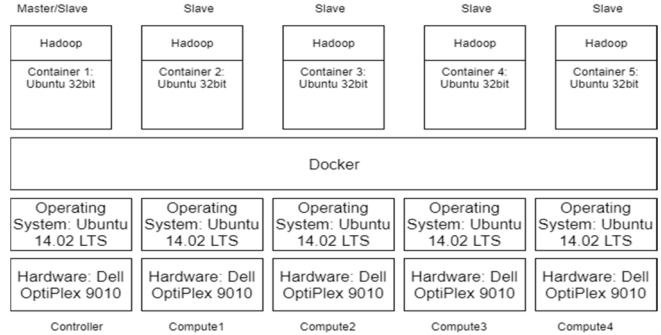 Master/Slave Slave Slave Slave Slave
Hadoop Hadoop Hadoop Hadoop Hadoop
Container 1: Container 2: Container 3: Container 4: Container 5:
Ubuntu 32bit Ubuntu 32bit Ubuntu 32bit Ubuntu 32bit Ubuntu 32bit
Docker
Operating Operating Operating Operating Operating
System: Ubuntu System: Ubuntu System: Ubuntu System: Ubuntu System: Ubuntu
14.02 LTS 14.02 LTS 14.02 LTS 14.02 LTS 14.02 LTS
Hardware: Dell Hardware: Dell Hardware: Dell Hardware: Dell Hardware: Dell
OptiPlex 9010 OptiPlex 9010 OptiPlex 9010 OptiPlex 9010 OptiPlex 9010
Controller Compute1 Compute2 Compute3 Compute4